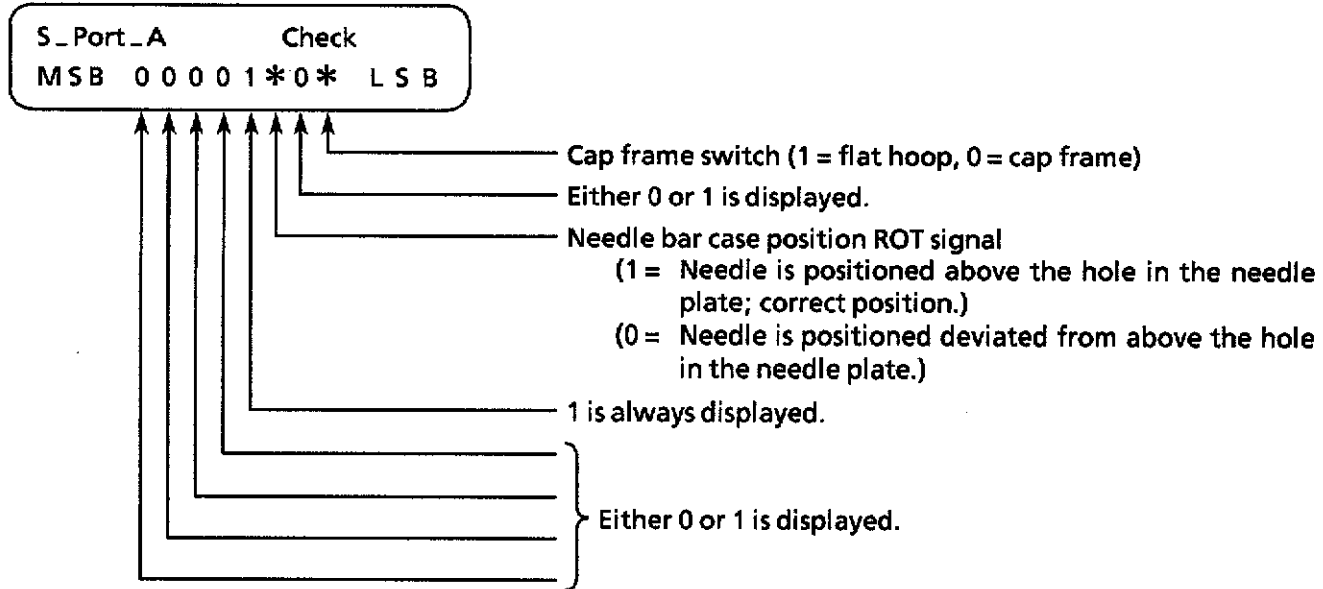 S_Port_A Check
MSB 00001*0* LSB
Cap frame switch (1 = flat hoop, 0 = cap frame)
Either 0 or 1 is displayed.
Needle bar case position ROT signal
(1 = Needle is positioned above the hole in the needle
plate; correct position.)
(0 = Needle is positioned deviated from above the hole
in the needle plate.)
1 is always displayed.
Either 0 or 1 is displayed.